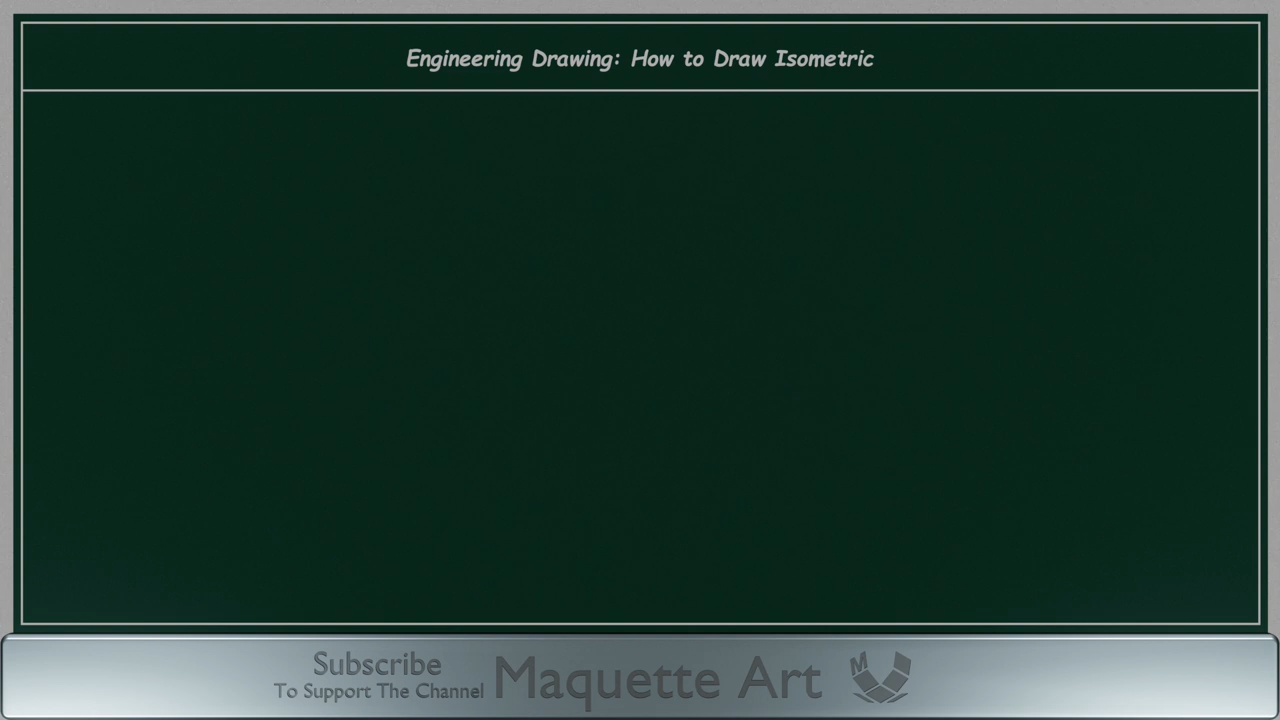 Engineering Drawing: How to Draw Isometric
Subscribe
To Support The Channel
Maquette Art
M